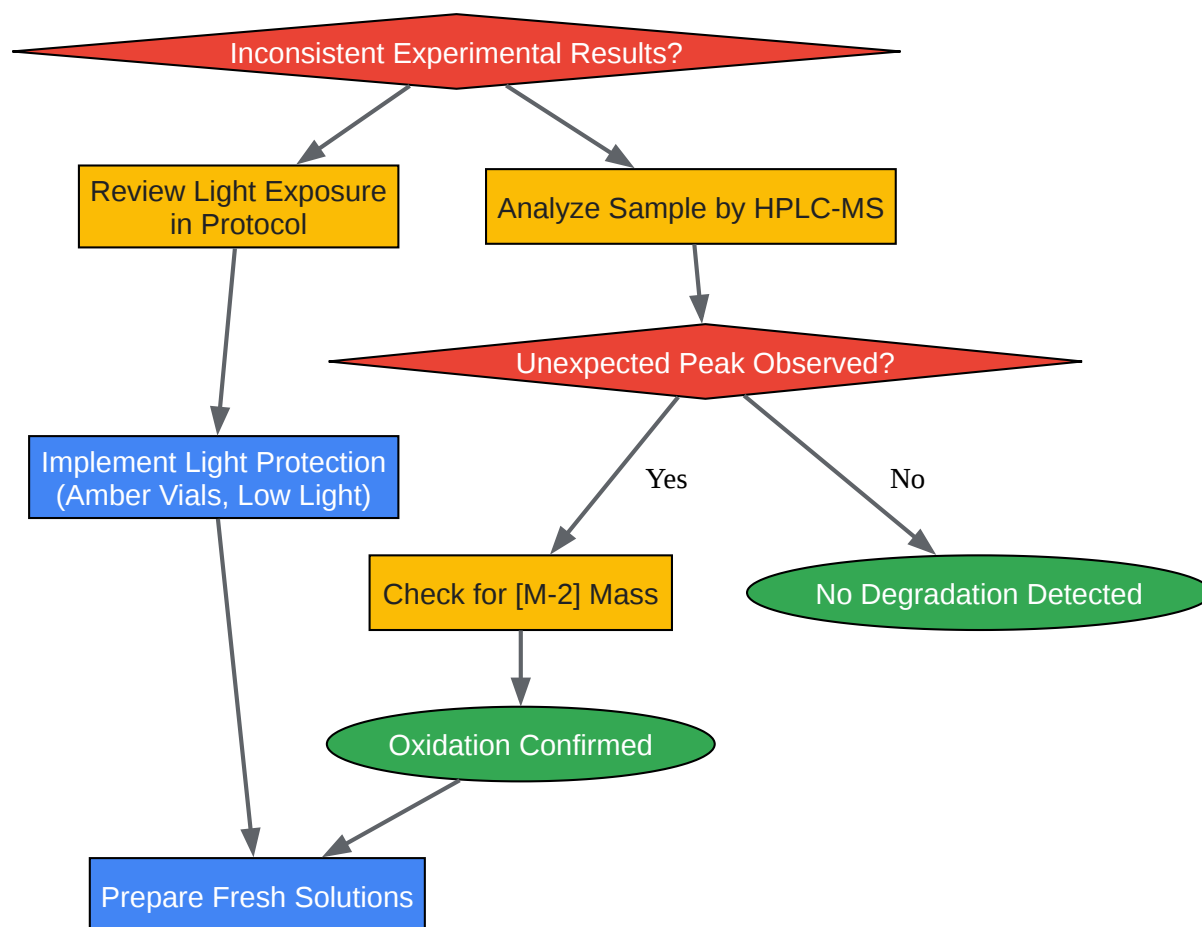 Inconsistent Experimental Results?
Review Light Exposure
in Protocol
Analyze Sample by HPLC-MS
Unexpected Peak Observed?
Implement Light Protection
(Amber Vials, Low Light)
Yes
No
Check for [M-2] Mass
No Degradation Detected
Oxidation Confirmed
Prepare Fresh Solutions